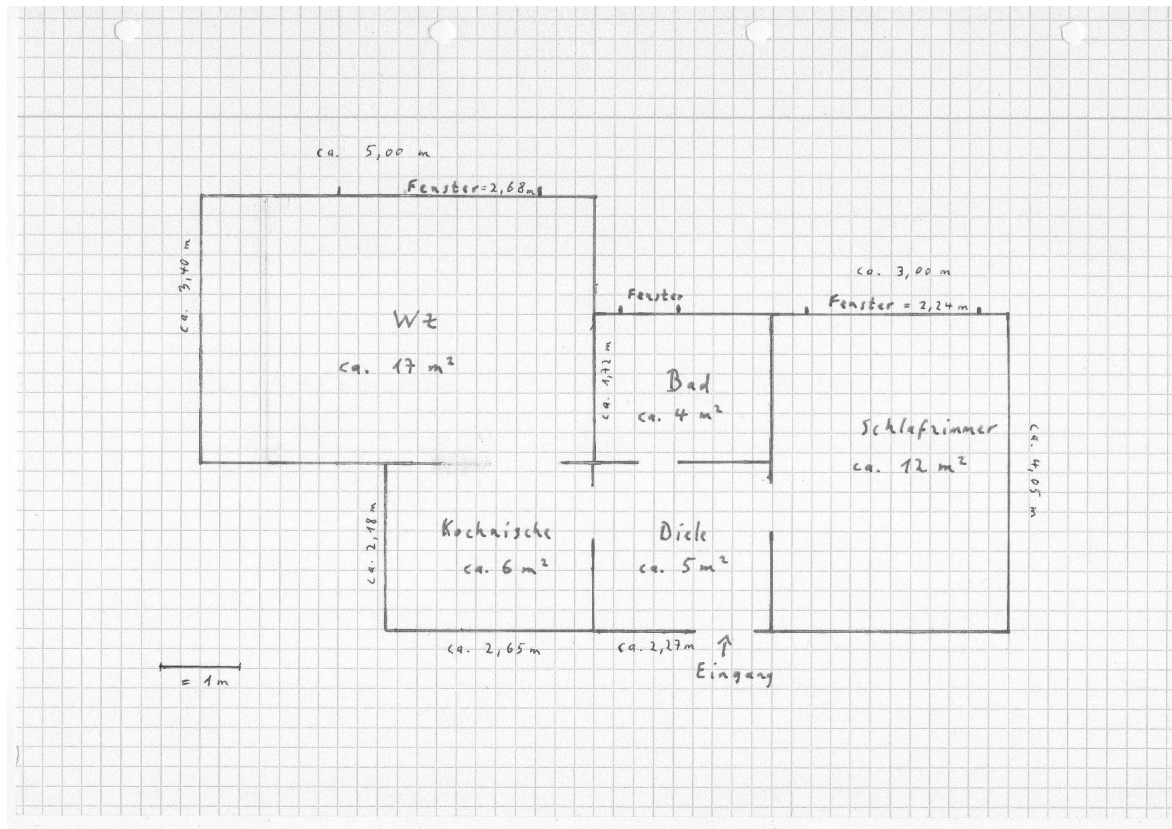 ca. 5,00 m
Fenster=2,68m
ca. 3,40 m
Wz
ca. 17 m²
Fenster
ca. 1,72 m
Bad
ca. 4 m²
ca. 3,00 m
Fenster = 2,24 m
Schlafzimmer
ca. 12 m²
ca. 4,05 m
ca. 2,18 m
Kochnische
ca. 6 m²
Diele
ca. 5 m²
ca. 2,65 m
ca. 2,27m
Eingang
= 1 m